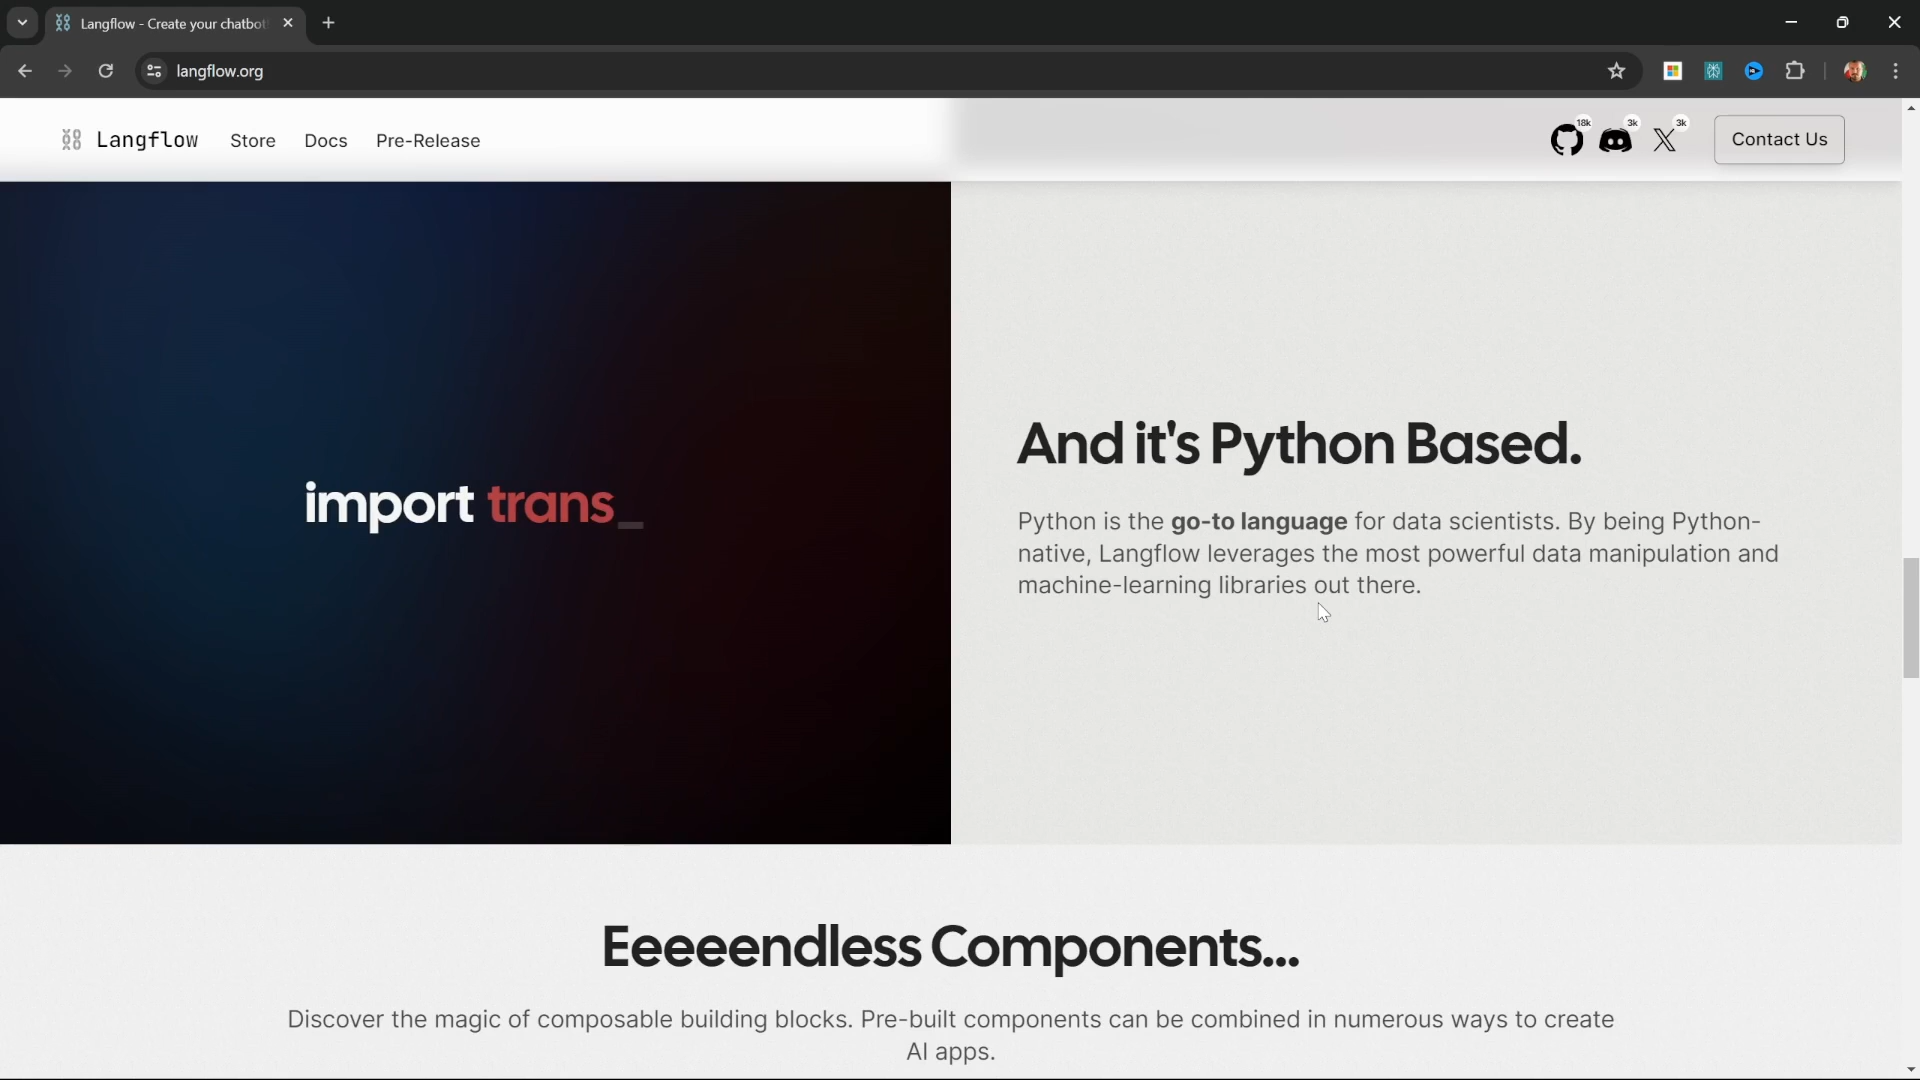 Langflow - Create your chatbot
langflow.org
Langflow
Store
Docs
Pre-Release
18k
3k
3k
Contact Us
import trans_
And it's Python Based.
Python is the go-to language for data scientists. By being Python-
native, Langflow leverages the most powerful data manipulation and
machine-learning libraries out there.
Eeeeendless Components...
Discover the magic of composable building blocks. Pre-built components can be combined in numerous ways to create
AI apps.